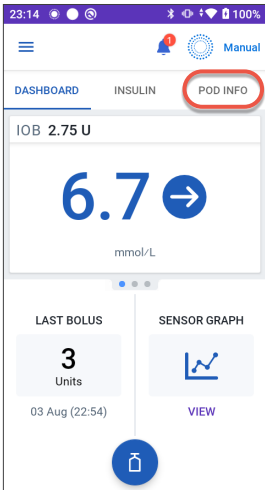 23:14 100%
1 Manual
DASHBOARD INSULIN POD INFO
IOB 2.75 U
6.7
mmol/L
LAST BOLUS SENSOR GRAPH
3
Units
03 Aug (22:54) VIEW